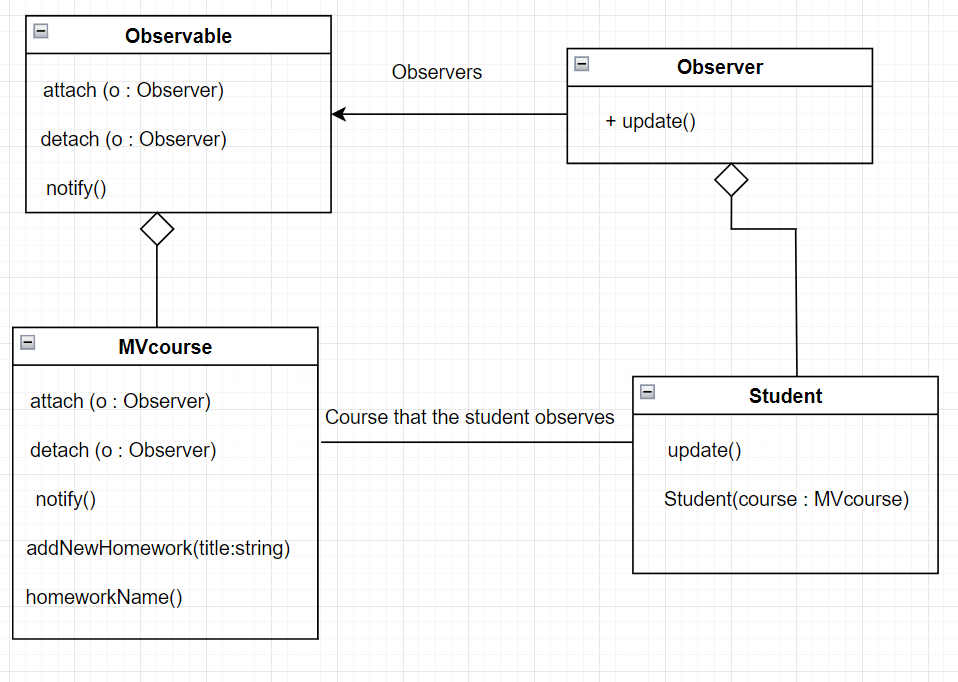 Observable
attach (o : Observer)
detach (o : Observer)
notify()
Observers
Observer
+ update()
MVcourse
attach (o : Observer)
detach (o : Observer)
notify()
addNewHomework(title:string)
homeworkName()
Course that the student observes
Student
update()
Student(course : MVcourse)